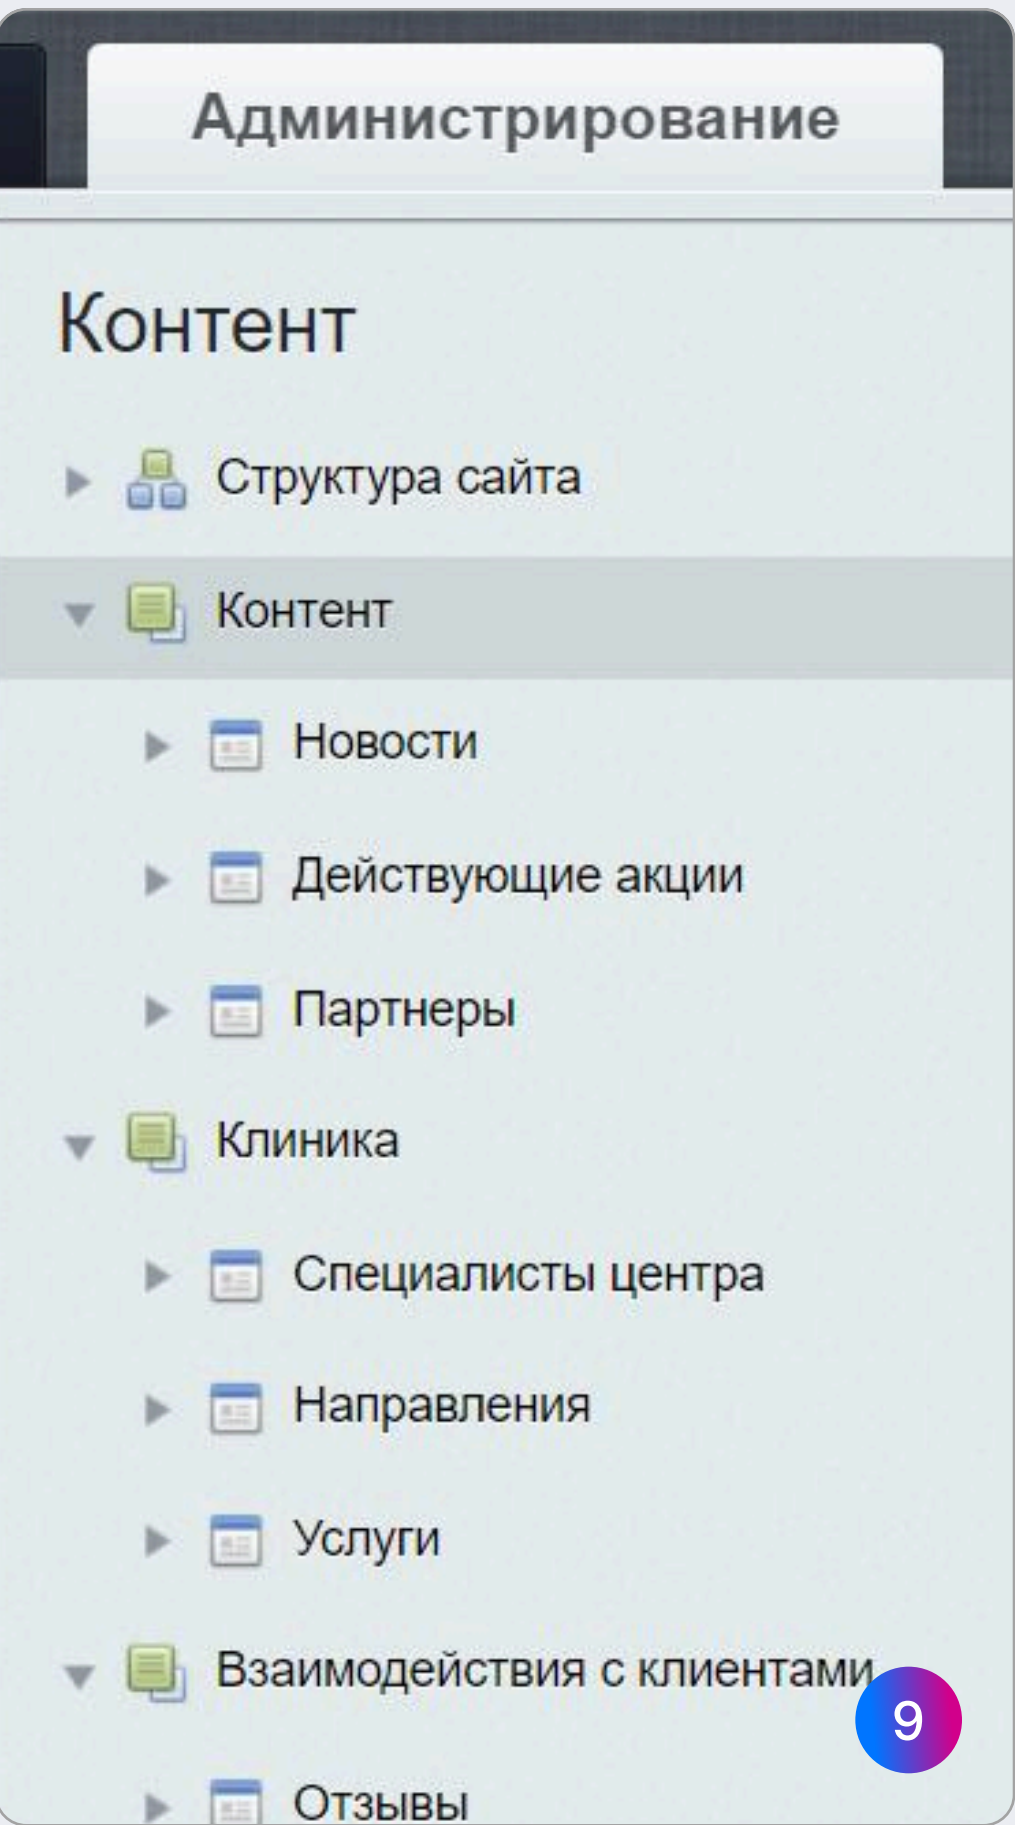 Администрирование
Контент
Структура сайта
Контент
Новости
Действующие акции
Партнеры
Клиника
Специалисты центра
Направления
Услуги
Взаимодействия с клиентами
9
Отзывы